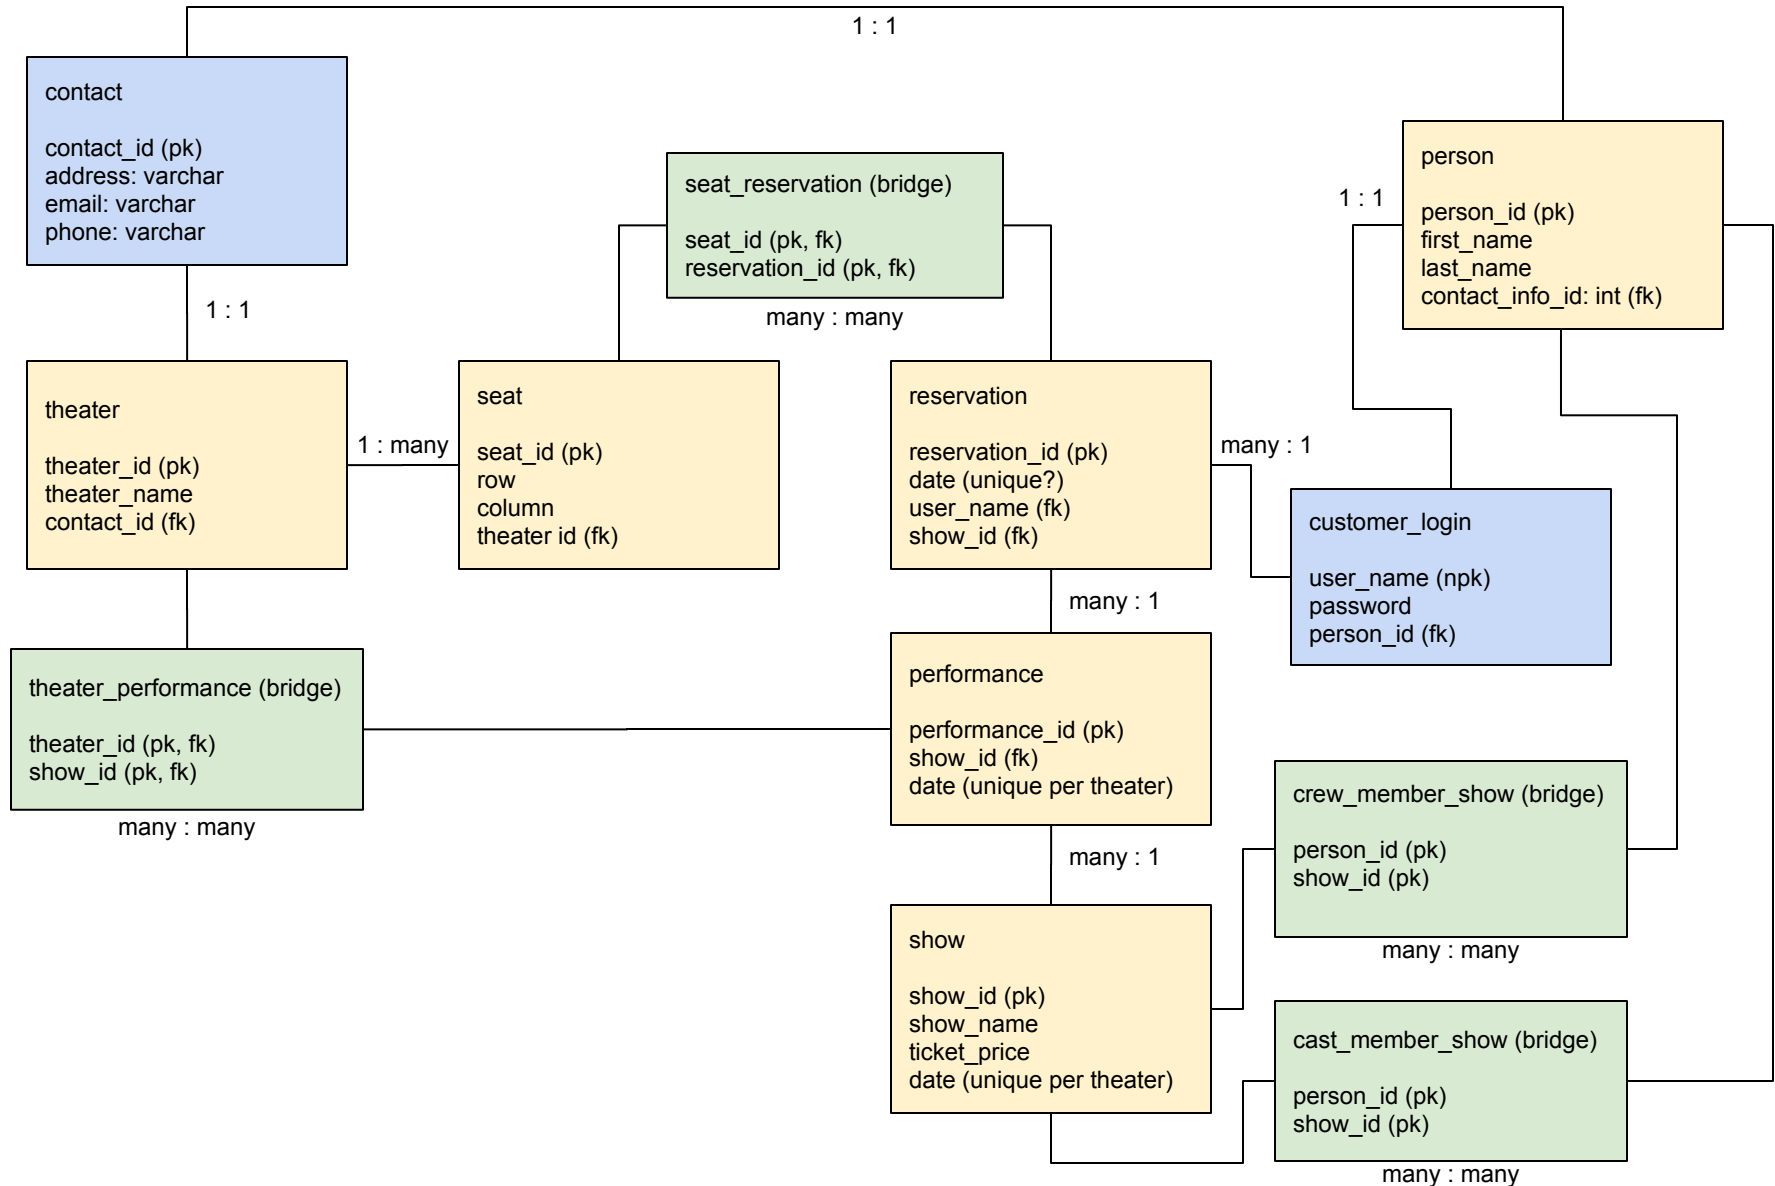 1 : 1
contact
contact_id (pk)
address: varchar
email: varchar
phone: varchar
1 : 1
seat_reservation (bridge)
seat_id (pk, fk)
reservation_id (pk, fk)
many : many
person
person_id (pk)
first_name
last_name
contact_info_id: int (fk)
1 : 1
theater
theater_id (pk)
theater_name
contact_id (fk)
1 : many
seat
seat_id (pk)
row
column
theater id (fk)
reservation
reservation_id (pk)
date (unique?)
user_name (fk)
show_id (fk)
many : 1
customer_login
user_name (npk)
password
person_id (fk)
many : 1
theater_performance (bridge)
theater_id (pk, fk)
show_id (pk, fk)
many : many
performance
performance_id (pk)
show_id (fk)
date (unique per theater)
many : 1
crew_member_show (bridge)
person_id (pk)
show_id (pk)
many : many
show
show_id (pk)
show_name
ticket_price
date (unique per theater)
cast_member_show (bridge)
person_id (pk)
show_id (pk)
many : many